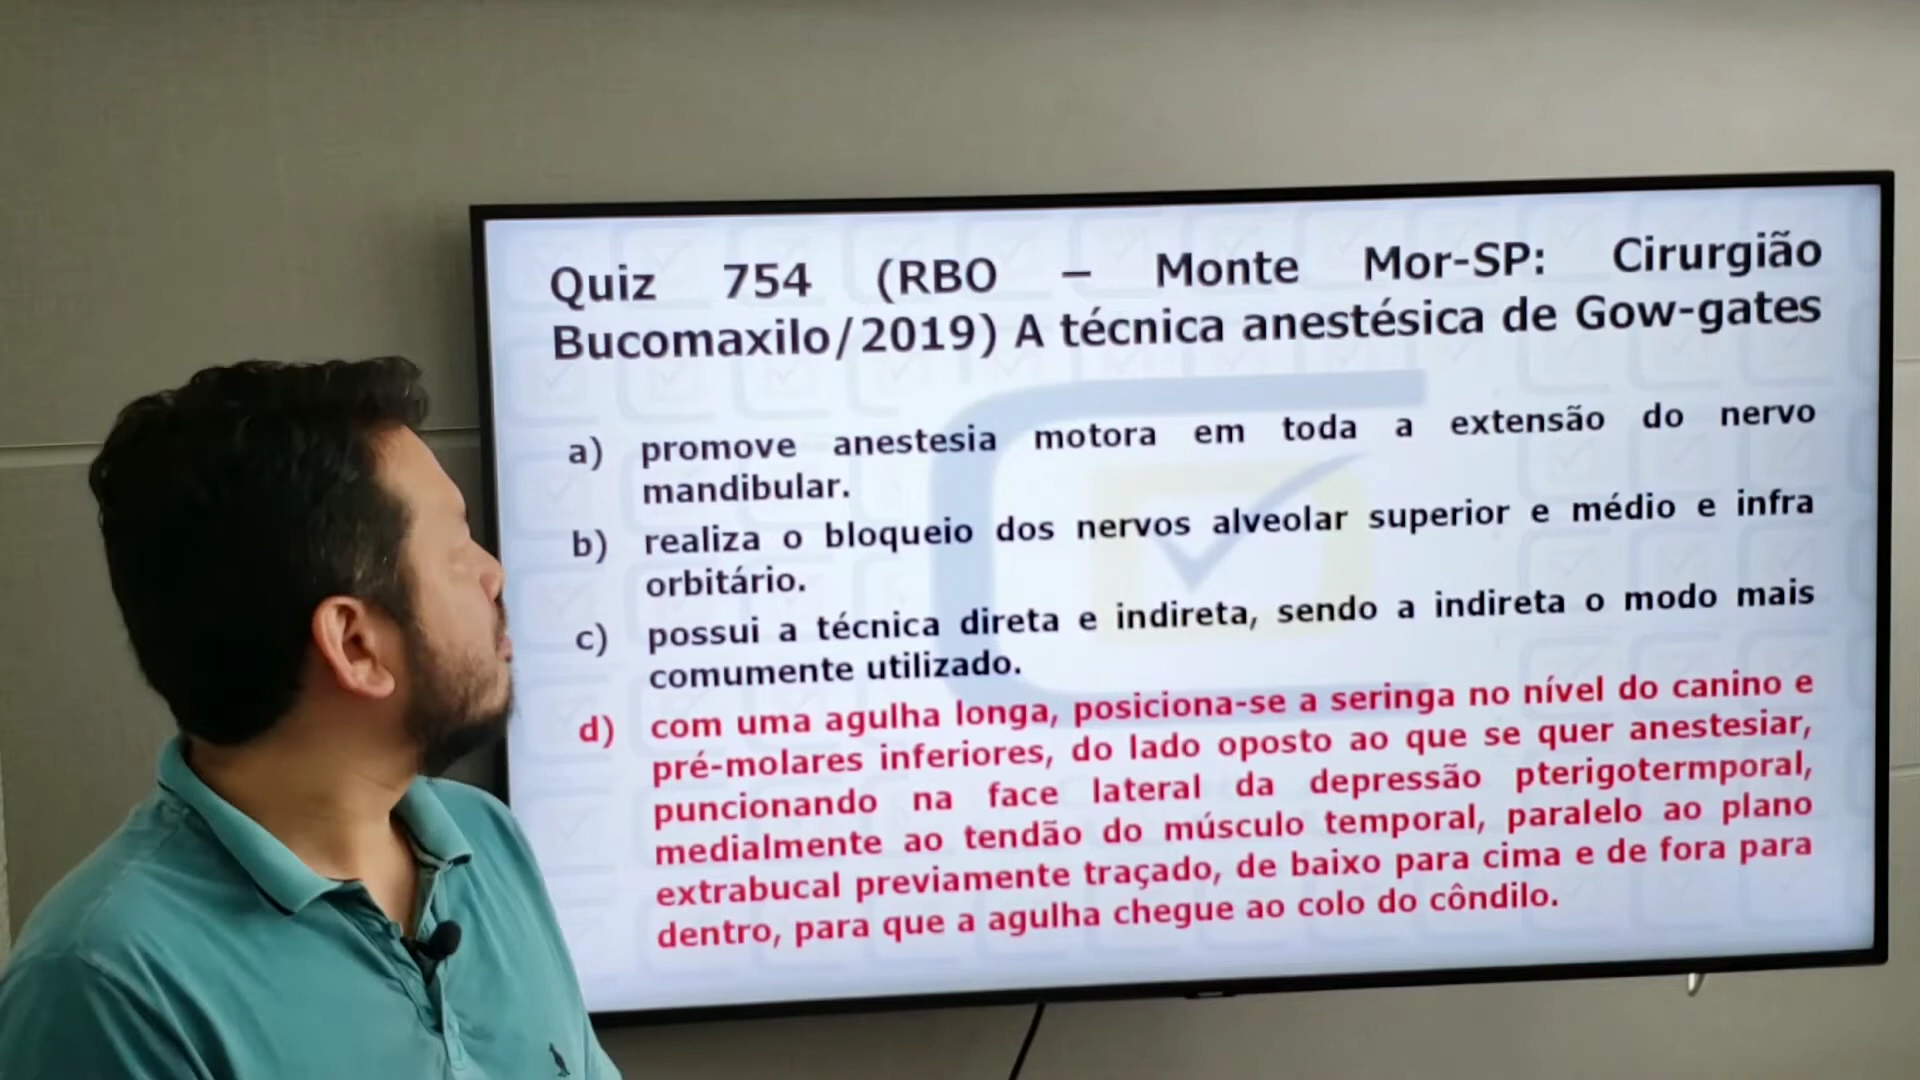 Quiz 754 (RBO – Monte Mor-SP: Cirurgião
Bucomaxilo/2019) A técnica anestésica de Gow-gates
a) promove anestesia motora em toda a extensão do nervo
mandibular.
b) realiza o bloqueio dos nervos alveolar superior e médio e infra
orbitário.
c) possui a técnica direta e indireta, sendo a indireta o modo mais
comumente utilizado.
d) com uma agulha longa, posiciona-se a seringa no nível do canino e
pré-molares inferiores, do lado oposto ao que se quer anestesiar,
puncionando na face lateral da depressão pterigotermporal,
medialmente ao tendão do músculo temporal, paralelo ao plano
extrabucal previamente traçado, de baixo para cima e de fora para
dentro, para que a agulha chegue ao colo do côndilo.